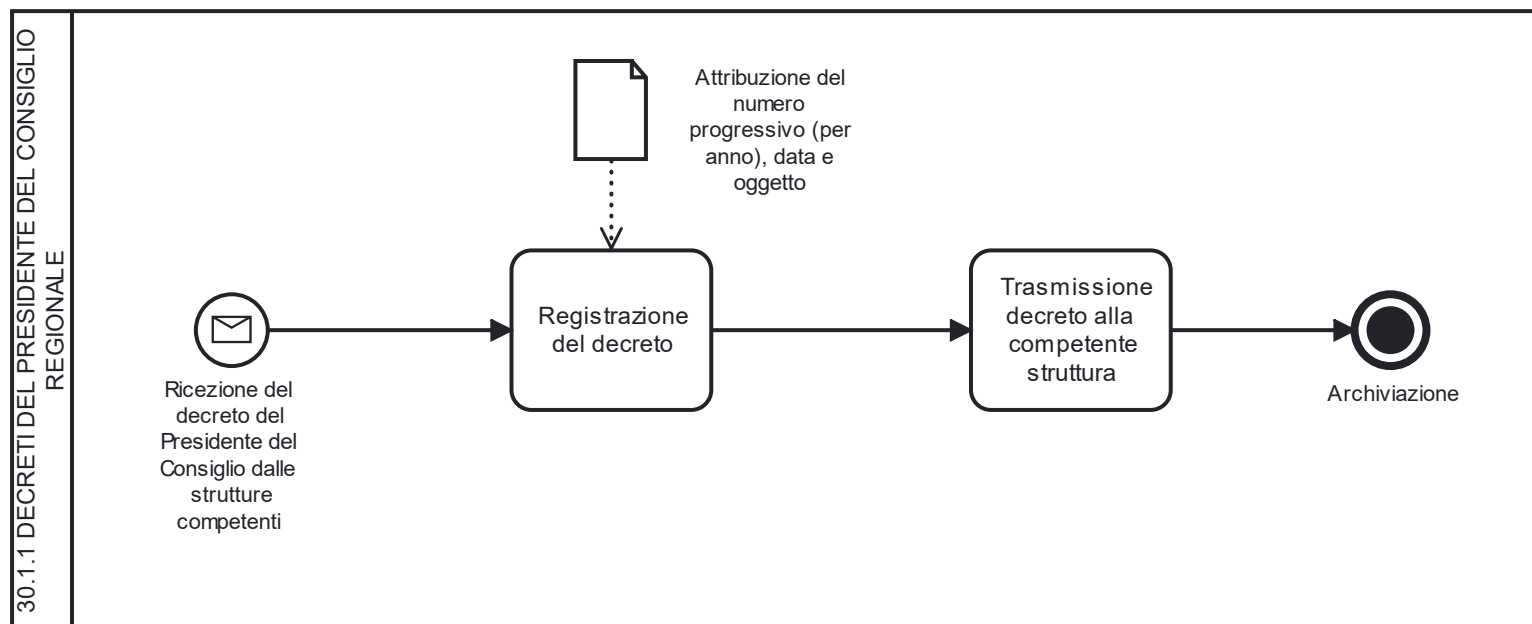 30.1.1 DECRETI DEL PRESIDENTE DEL CONSIGLIO
REGIONALE
Attribuzione del
numero
progressivo (per
anno), data e
oggetto
Ricezione del
decreto del
Presidente del
Consiglio dalle
strutture
competenti
Registrazione
del decreto
Trasmissione
decreto alla
competente
struttura
Archiviazione